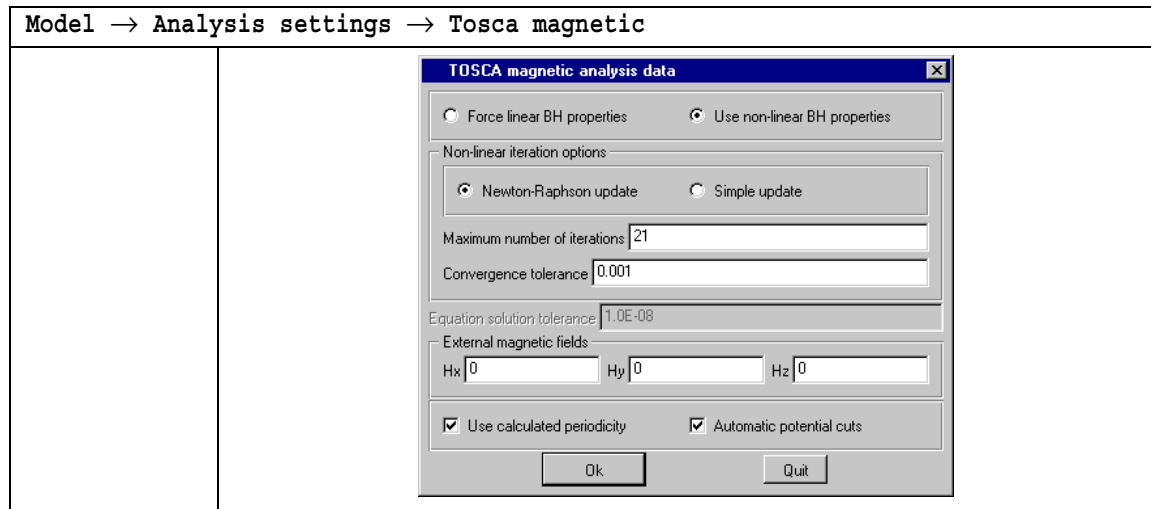 Model → Analysis settings → Tosca magnetic
TOSCA magnetic analysis data
Force linear BH properties Use non-linear BH properties
Non-linear iteration options
Newton-Raphson update Simple update
Maximum number of iterations 21
Convergence tolerance 0.001
Equation solution tolerance 1.0E-08
External magnetic fields
Hx 0 Hy 0 Hz 0
Use calculated periodicity Automatic potential cuts
Ok Quit